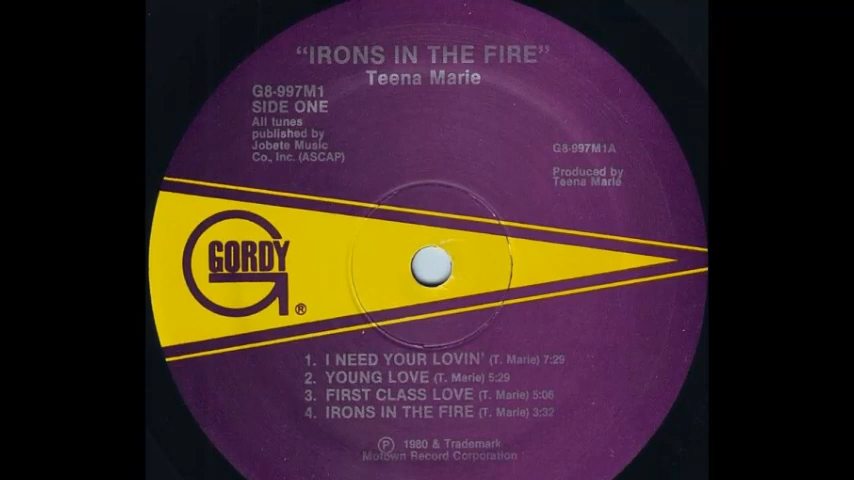 "IRONS IN THE FIRE"
Teena Marie
G8-997M1
SIDE ONE
All tunes
published by
Jobete Music
Co., Inc. (ASCAP)
G8-997M1A
Produced by
Teena Marie
GORDY
®
1. I NEED YOUR LOVIN' (T. Marie) 7:29
2. YOUNG LOVE (T. Marie) 5:29
3. FIRST CLASS LOVE (T. Marie) 5:08
4. IRONS IN THE FIRE (T. Marie) 3:32
Ⓟ 1980 & Trademark
Motown Record Corporation